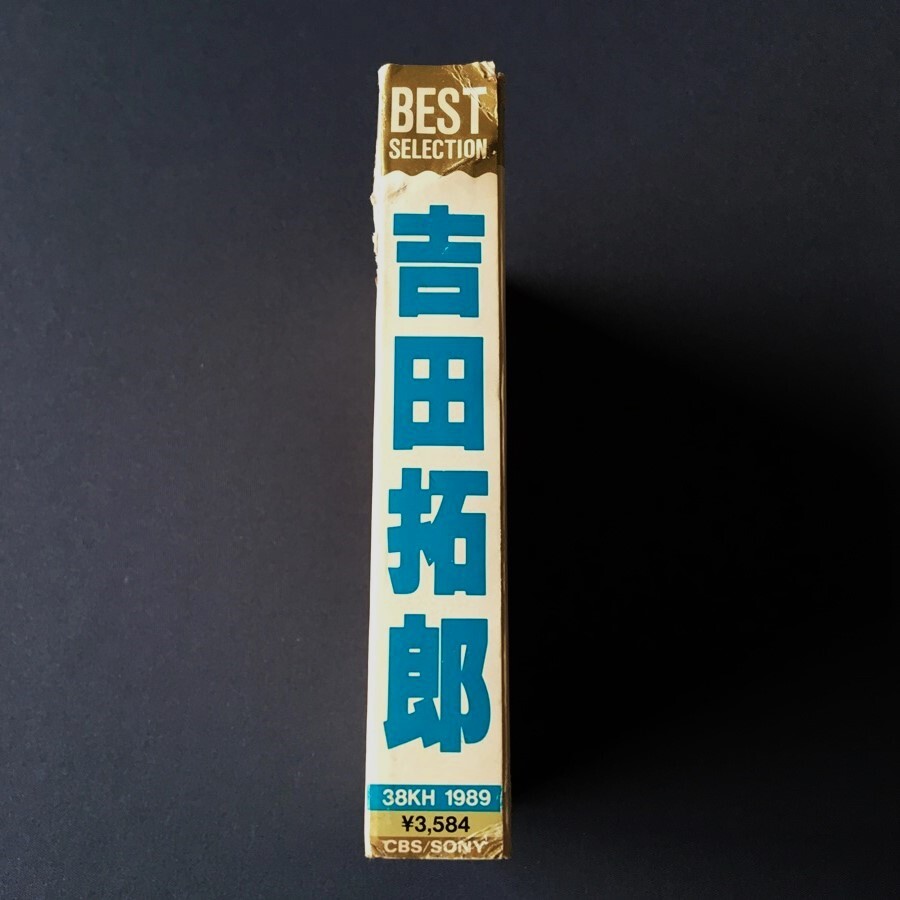 BEST
SELECTION
吉田拓郎
38KH 1989
¥3,584
CBS/SONY